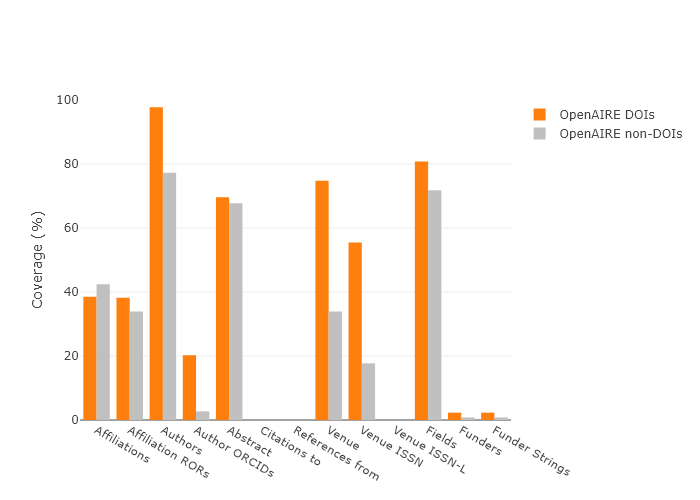 100
80
60
40
20
0
Coverage (%)
Affiliations
Affiliation RORs
Authors
Author ORCIDs
Abstract
Citations to
References from
Venue
Venue ISSN
Venue ISSN-L
Fields
Funders
Funder Strings
OpenAIRE DOIs
OpenAIRE non-DOIs